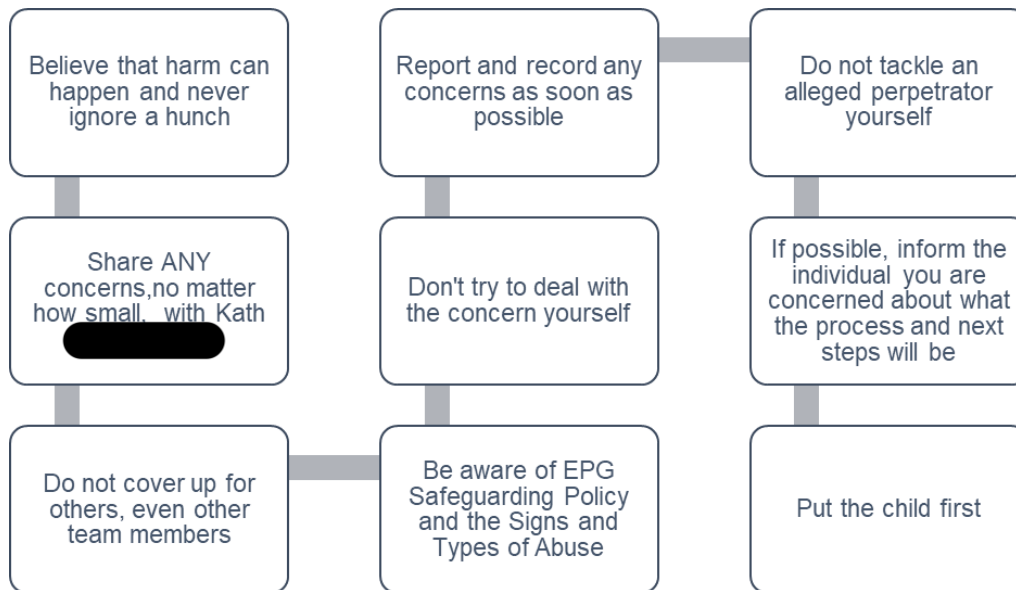 Believe that harm can
happen and never
ignore a hunch
Share ANY
concerns,no matter
how small, with Kath
Do not cover up for
others, even other
team members
Be aware of EPG
Safeguarding Policy
and the Signs and
Types of Abuse
Don't try to deal with
the concern yourself
Report and record any
concerns as soon as
possible
Do not tackle an
alleged perpetrator
yourself
If possible, inform the
individual you are
concerned about what
the process and next
steps will be
Put the child first